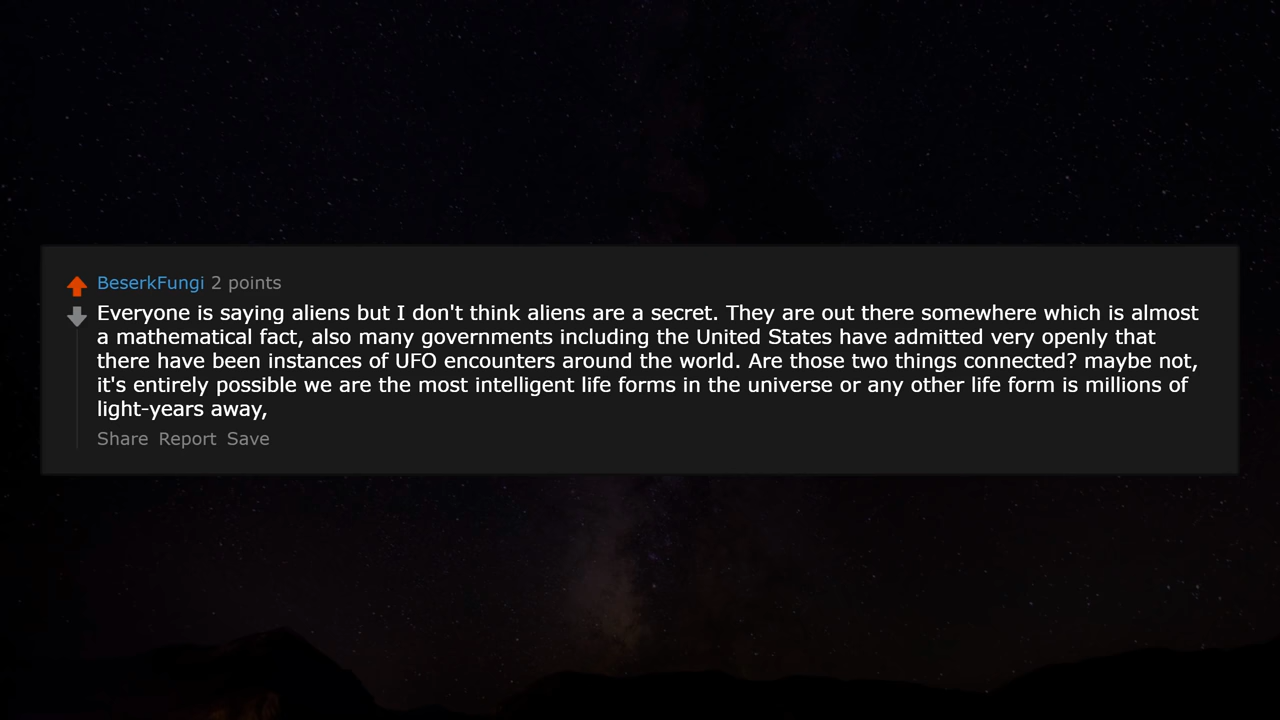 BeserkFungi 2 points
Everyone is saying aliens but I don't think aliens are a secret. They are out there somewhere which is almost
a mathematical fact, also many governments including the United States have admitted very openly that
there have been instances of UFO encounters around the world. Are those two things connected? maybe not,
it's entirely possible we are the most intelligent life forms in the universe or any other life form is millions of
light-years away,
Share Report Save